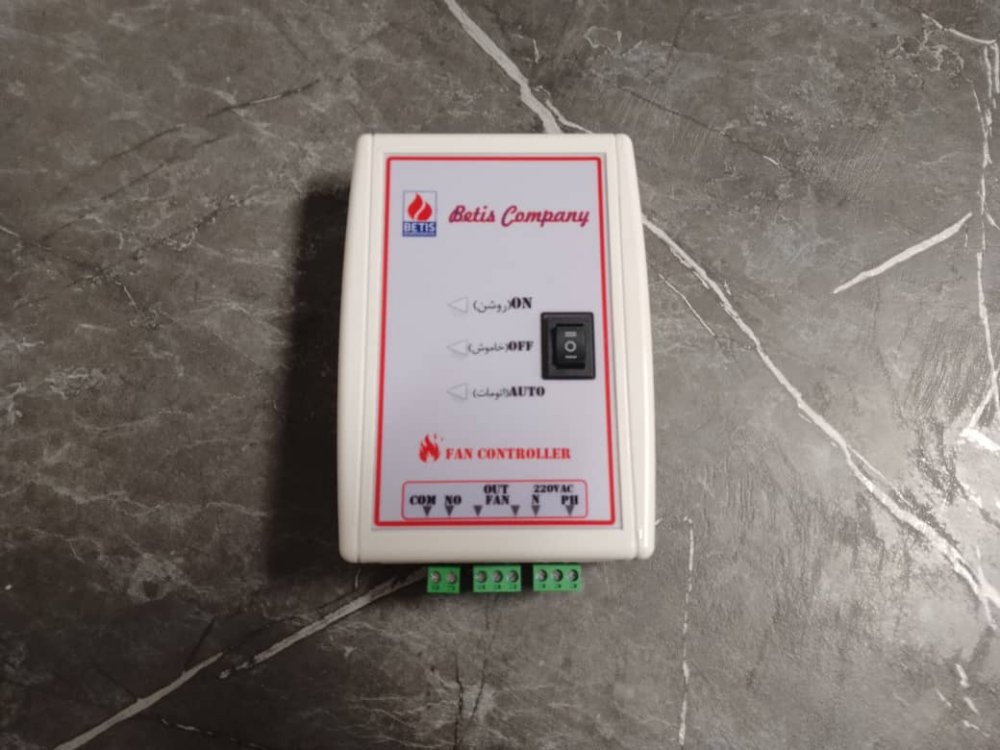 BETIS
Betis Company
ON(روشن)
OFF(خاموش)
AUTO(اتومات)
FAN CONTROLLER
COM NO OUT FAN 220VAC N PH